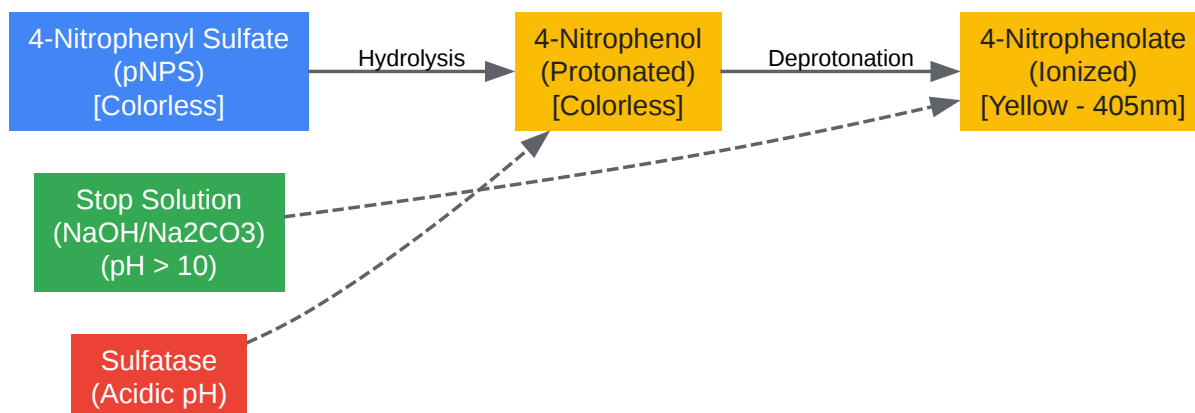 4-Nitrophenyl Sulfate
(pNPS)
[Colorless]
Hydrolysis
4-Nitrophenol
(Protonated)
[Colorless]
Deprotonation
4-Nitrophenolate
(Ionized)
[Yellow - 405nm]
Stop Solution
(NaOH/Na2CO3)
(pH > 10)
Sulfatase
(Acidic pH)